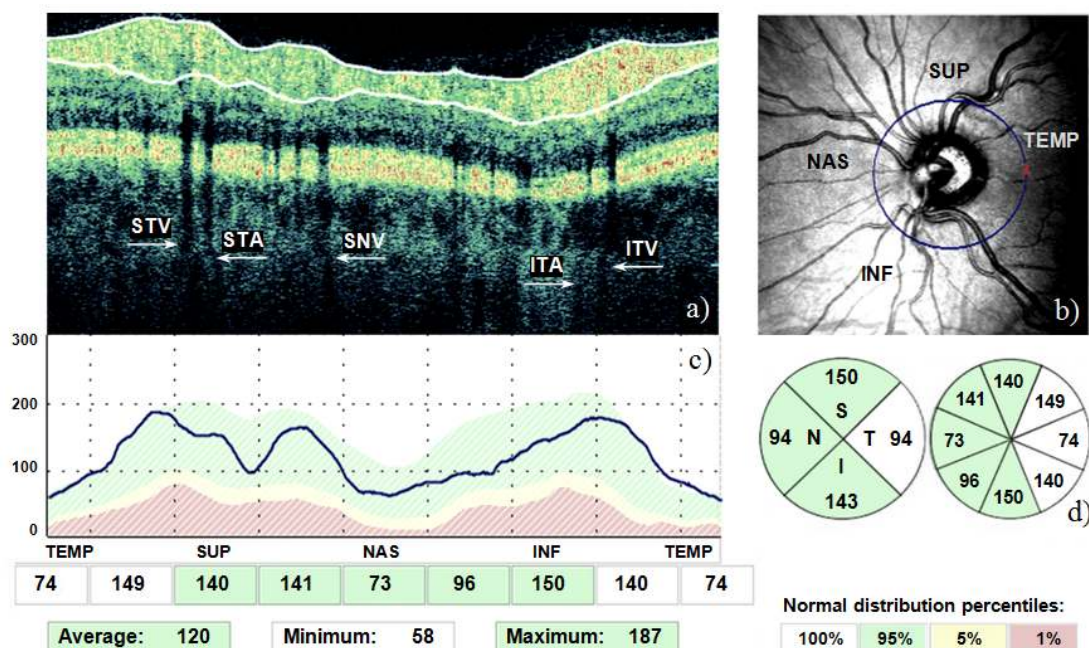 STV
STA
SNV
ITA
ITV
a)
SUP
TEMP
NAS
INF
b)
300
200
100
0
c)
TEMP SUP NAS INF TEMP
74 149 140 141 73 96 150 140 74
Average: 120 Minimum: 58 Maximum: 187
150
S
94 N T 94
I
143
140
141 149
73 74
96 140
150
d)
Normal distribution percentiles:
100% 95% 5% 1%